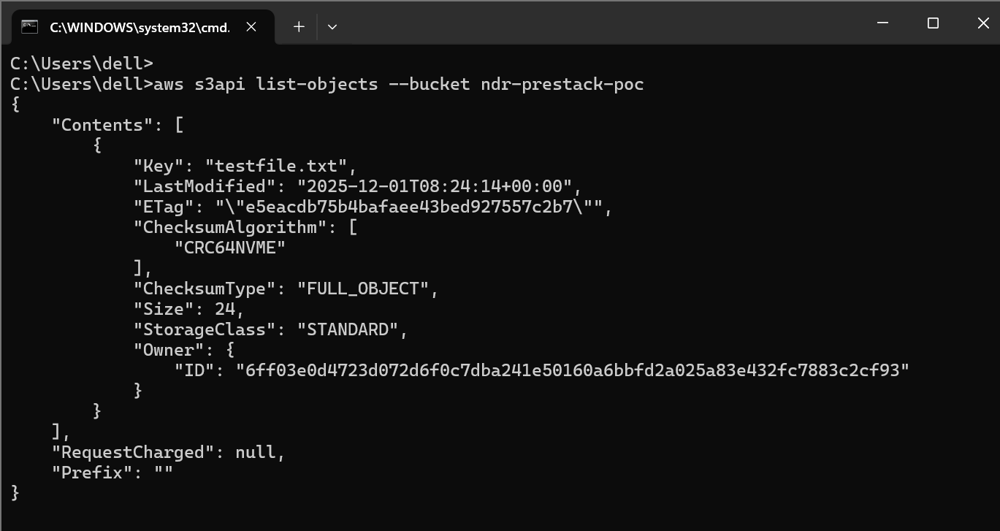 C:\WINDOWS\system32\cmd.
C:\Users\dell>
C:\Users\dell>aws s3api list-objects --bucket ndr-prestack-poc
{
    "Contents": [
        {
            "Key": "testfile.txt",
            "LastModified": "2025-12-01T08:24:14+00:00",
            "ETag": "\"e5eacdb75b4bafaee43bed927557c2b7\"",
            "ChecksumAlgorithm": [
                "CRC64NVME"
            ],
            "ChecksumType": "FULL_OBJECT",
            "Size": 24,
            "StorageClass": "STANDARD",
            "Owner": {
                "ID": "6ff03e0d4723d072d6f0c7dba241e50160a6bbfd2a025a83e432fc7883c2cf93"
            }
        }
    ],
    "RequestCharged": null,
    "Prefix": ""
}